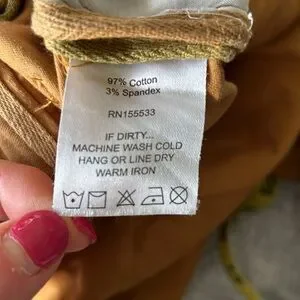 97% Cotton
3% Spandex
RN155533
IF DIRTY...
MACHINE WASH COLD
HANG OR LINE DRY
WARM IRON